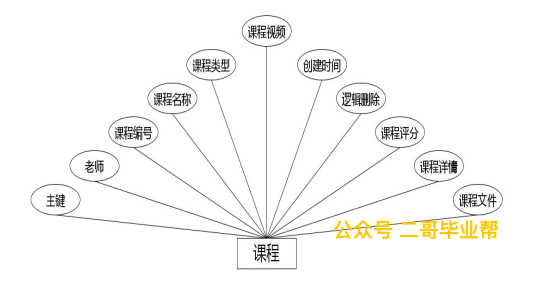 课程视频
课程类型
创建时间
课程名称
逻辑删除
课程编号
课程评分
老师
课程详情
主键
课程文件
公众号 二哥毕业帮
课程